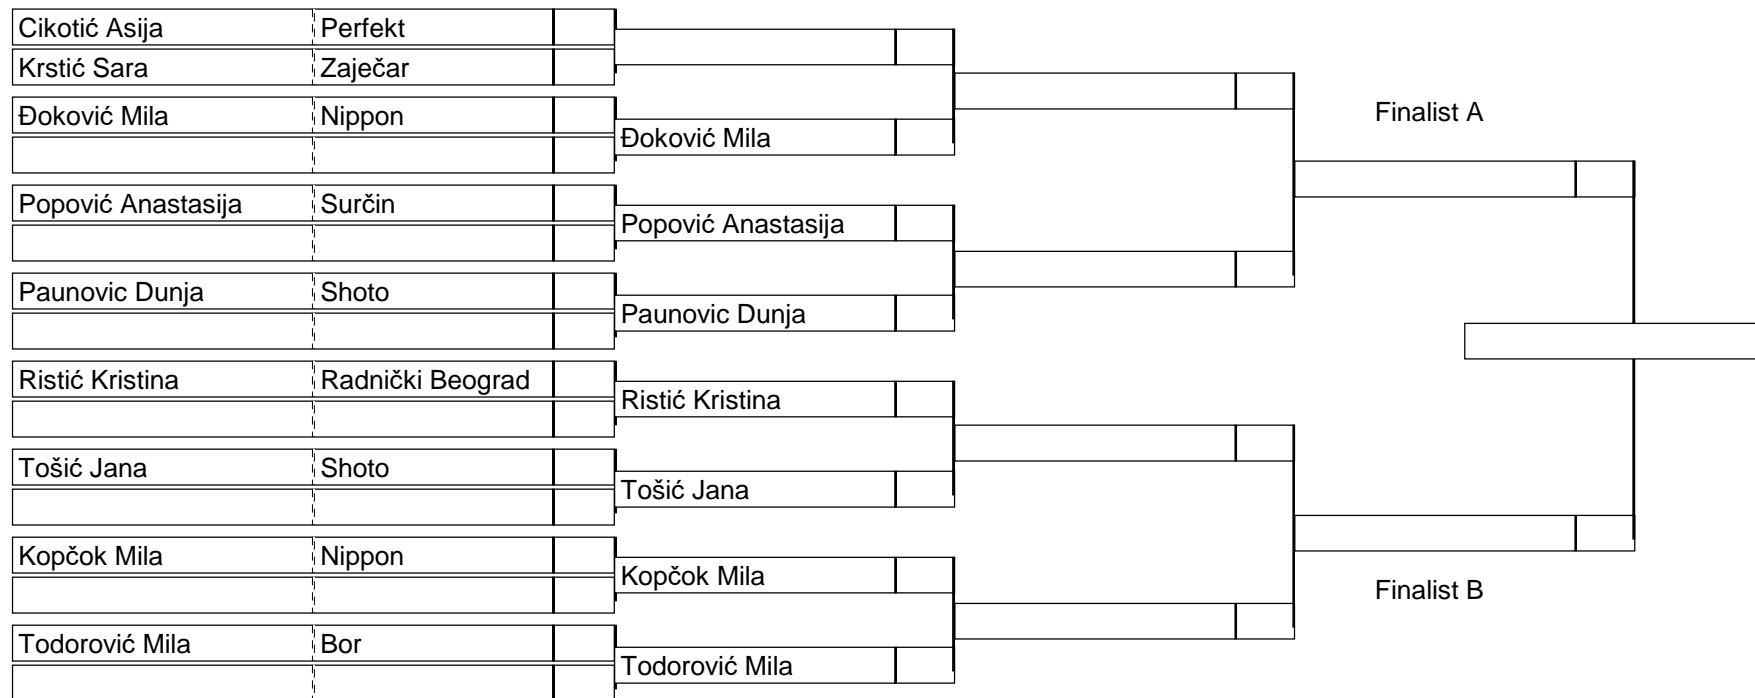 Cikotić Asija Perfekt
Krstić Sara Zaječar
Đoković Mila Nippon
Đoković Mila
Popović Anastasija Surčin
Popović Anastasija
Paunovic Dunja Shoto
Paunovic Dunja
Ristić Kristina Radnički Beograd
Ristić Kristina
Tošić Jana Shoto
Tošić Jana
Kopčok Mila Nippon
Kopčok Mila
Todorović Mila Bor
Todorović Mila
Finalist A
Finalist B